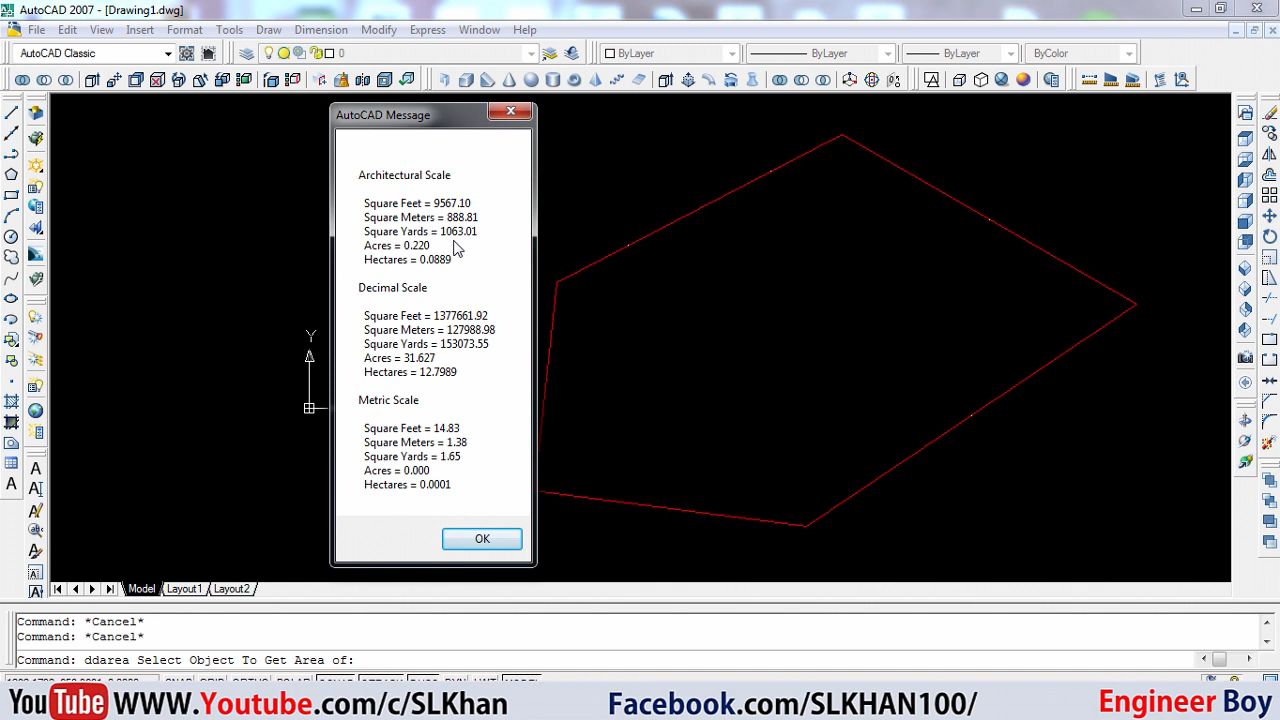 AutoCAD 2007 - [Drawing1.dwg]
File Edit View Insert Format Tools Draw Dimension Modify Express Window Help
AutoCAD Classic 0 ByLayer ByLayer ByLayer ByColor
AutoCAD Message
Architectural Scale
Square Feet = 9567.10
Square Meters = 888.81
Square Yards = 1063.01
Acres = 0.220
Hectares = 0.0889
Decimal Scale
Square Feet = 1377661.92
Square Meters = 127988.98
Square Yards = 153073.55
Acres = 31.627
Hectares = 12.7989
Metric Scale
Square Feet = 14.83
Square Meters = 1.38
Square Yards = 1.65
Acres = 0.000
Hectares = 0.0001
OK
Y
Model Layout1 Layout2
Command: *Cancel*
Command: *Cancel*
Command: ddarea Select Object To Get Area of:
YouTube WWW.Youtube.com/c/SLKhan Facebook.com/SLKHAN100/ Engineer Boy